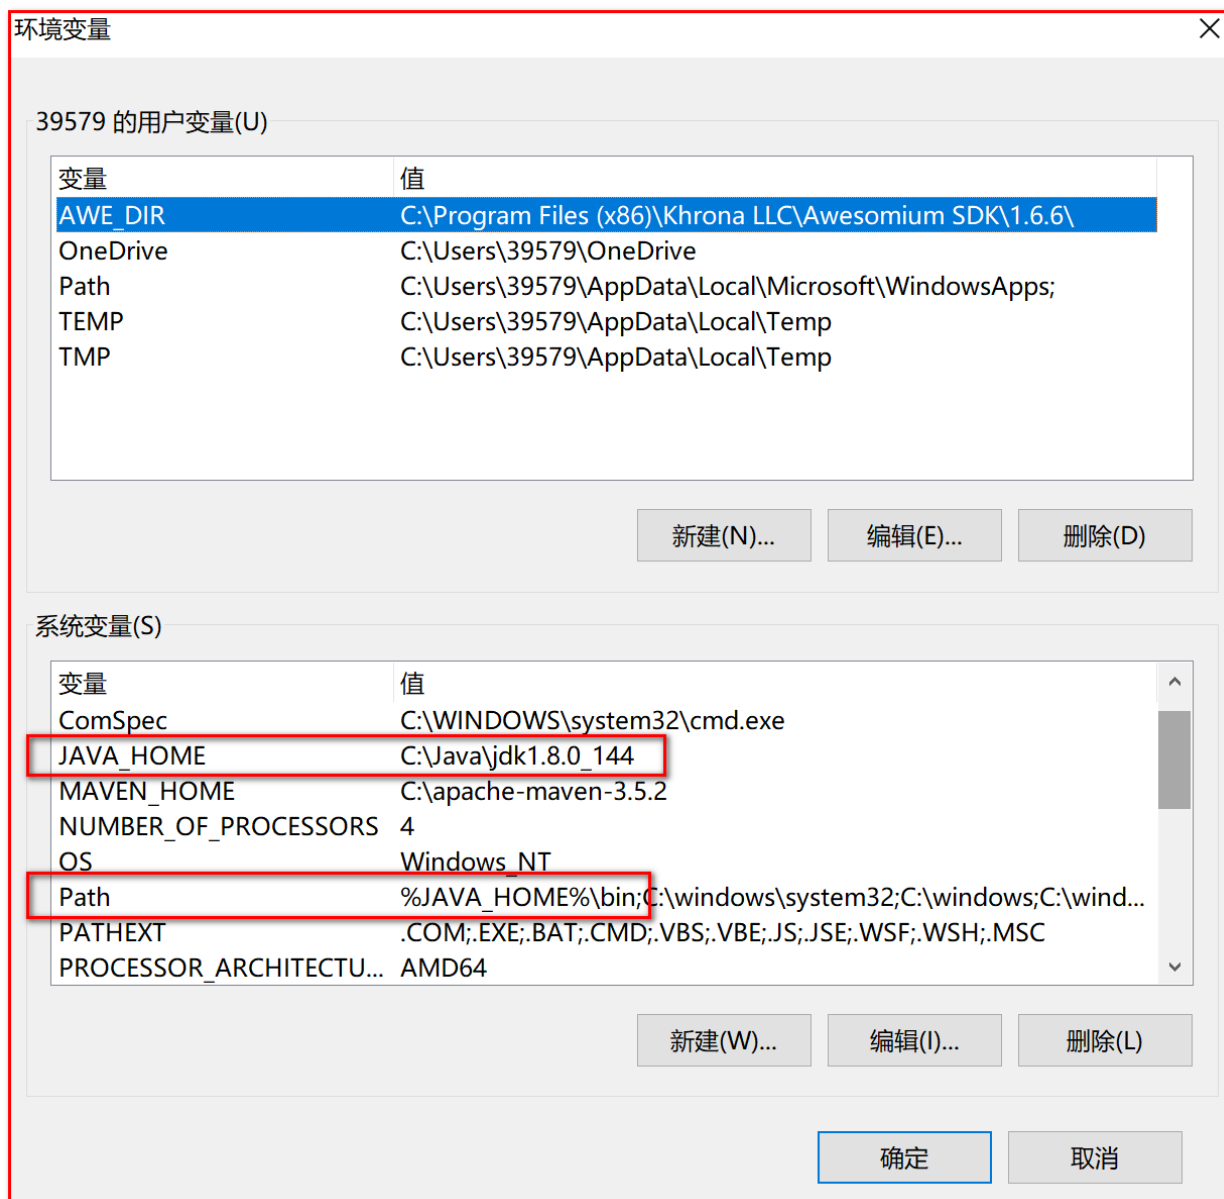 环境变量
39579 的用户变量(U)
变量 值
AWE_DIR C:\Program Files (x86)\Khrona LLC\Awesomium SDK\1.6.6\
OneDrive C:\Users\39579\OneDrive
Path C:\Users\39579\AppData\Local\Microsoft\WindowsApps;
TEMP C:\Users\39579\AppData\Local\Temp
TMP C:\Users\39579\AppData\Local\Temp
新建(N)... 编辑(E)... 删除(D)
系统变量(S)
变量 值
ComSpec C:\WINDOWS\system32\cmd.exe
JAVA_HOME C:\Java\jdk1.8.0_144
MAVEN_HOME C:\apache-maven-3.5.2
NUMBER_OF_PROCESSORS 4
OS Windows_NT
Path %JAVA_HOME%\bin;C:\windows\system32;C:\windows;C:\wind...
PATHEXT .COM;.EXE;.BAT;.CMD;.VBS;.VBE;.JS;.JSE;.WSF;.WSH;.MSC
PROCESSOR_ARCHITECTU... AMD64
新建(W)... 编辑(I)... 删除(L)
确定 取消